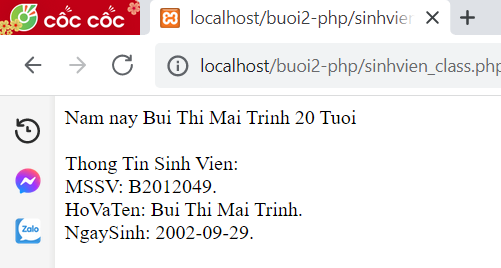 cốc cốc
localhost/buoi2-php/sinhvien
localhost/buoi2-php/sinhvien_class.php
Nam nay Bui Thi Mai Trinh 20 Tuoi
Thong Tin Sinh Vien:
MSSV: B2012049.
HoVaTen: Bui Thi Mai Trinh.
NgaySinh: 2002-09-29.
Zalo